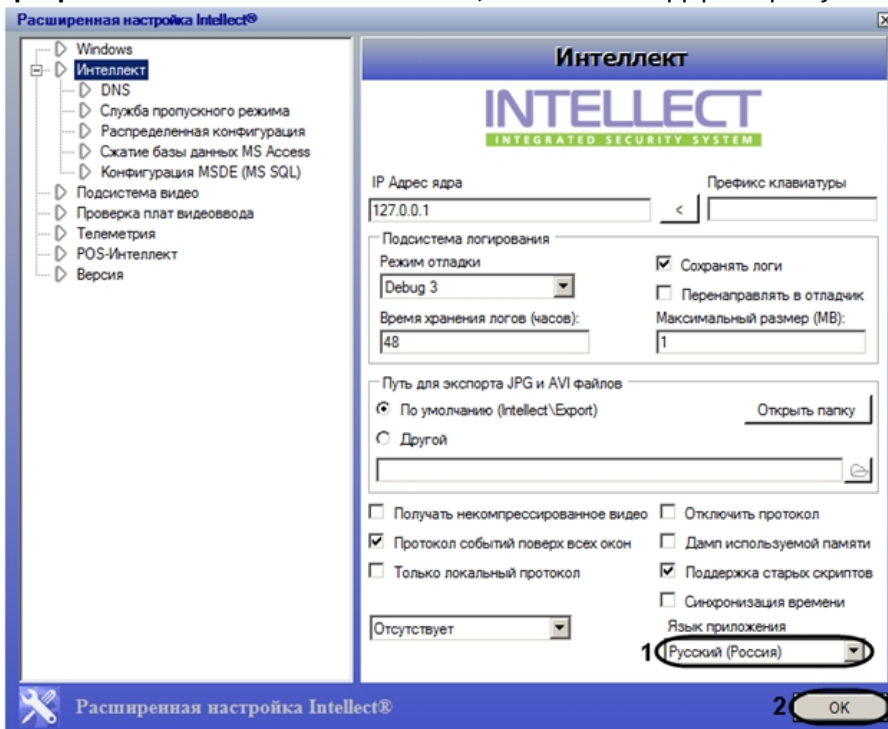 Расширенная настройка Intellect®
Windows
Интеллект
DNS
Служба пропускного режима
Распределенная конфигурация
Сжатие базы данных MS Access
Конфигурация MSDE (MS SQL)
Подсистема видео
Проверка плат видеоввода
Телеметрия
POS-Интеллект
Версия
Интеллект
INTELLECT
INTEGRATED SECURITY SYSTEM
IP Адрес ядра
Префикс клавиатуры
127.0.0.1
<
Подсистема логирования
Режим отладки
Сохранять логи
Debug 3
Перенаправлять в отладчик
Время хранения логов (часов):
Максимальный размер (MB):
48
1
Путь для экспорта JPG и AVI файлов
По умолчанию (Intellect\Export)
Открыть папку
Другой
Получать некомпрессированное видео
Отключить протокол
Протокол событий поверх всех окон
Дамп используемой памяти
Только локальный протокол
Поддержка старых скриптов
Синхронизация времени
Отсутствует
Язык приложения
1
Русский (Россия)
Расширенная настройка Intellect®
2
OK